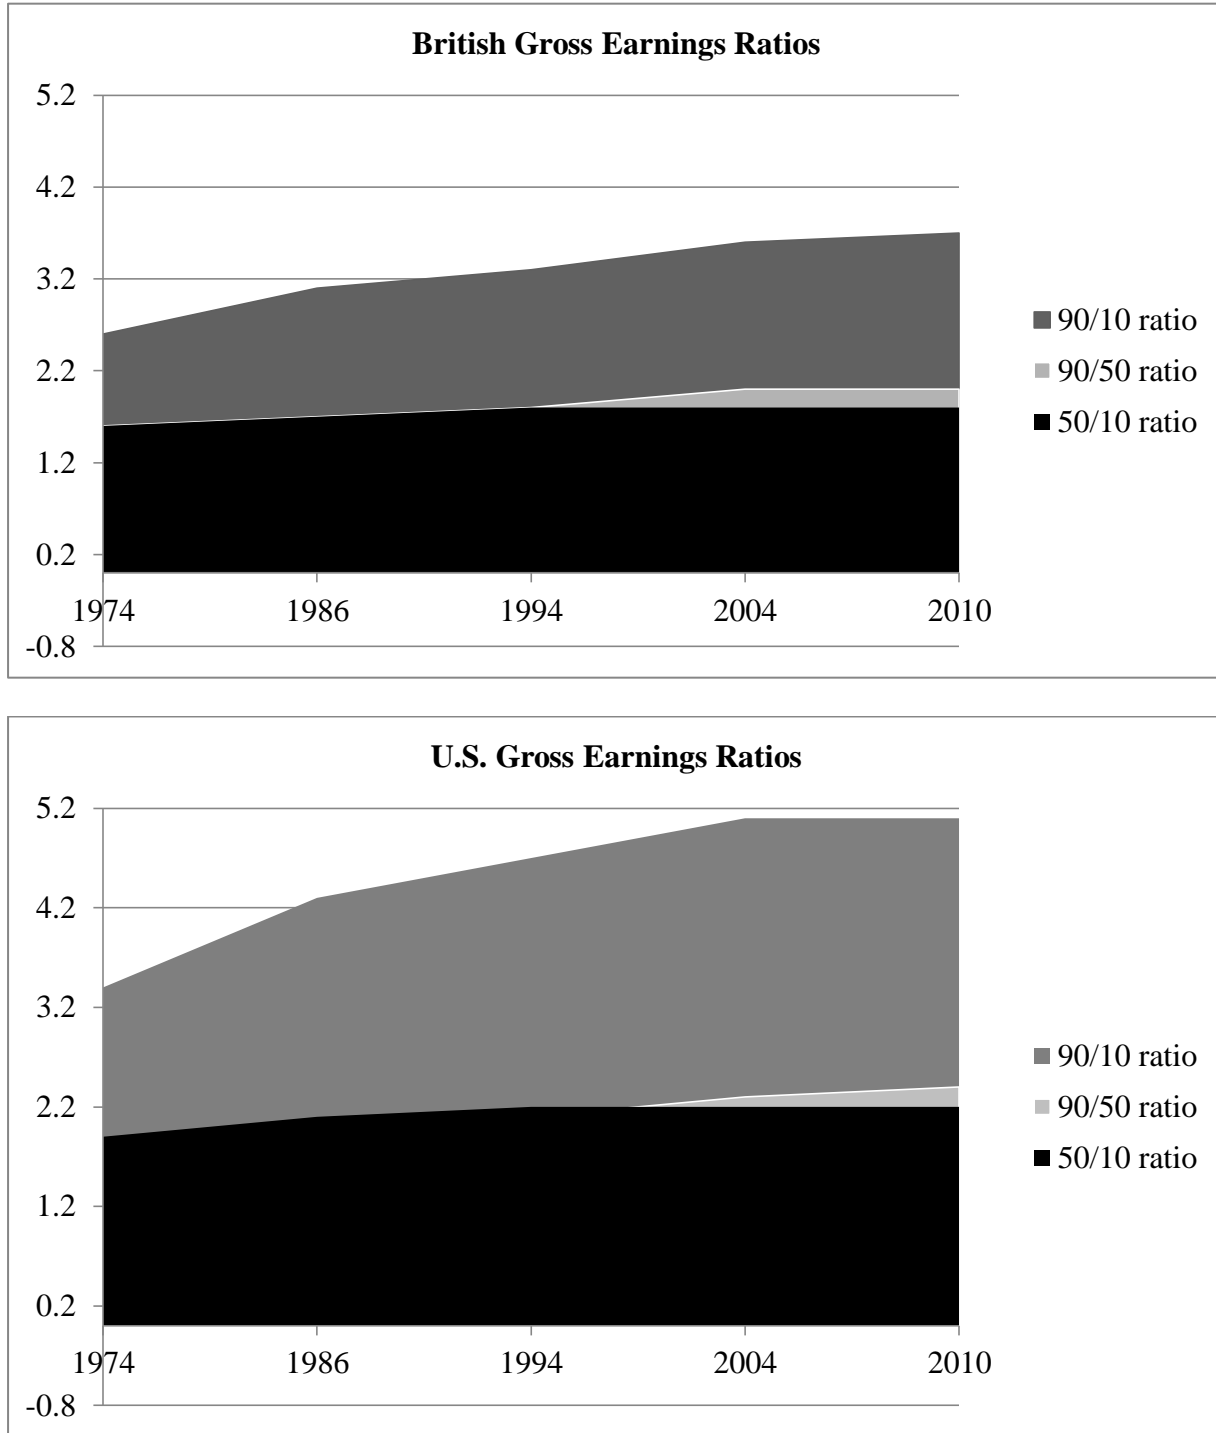 British Gross Earnings Ratios
5.2
4.2
3.2
2.2
1.2
0.2
-0.8
1974 1986 1994 2004 2010
90/10 ratio
90/50 ratio
50/10 ratio
U.S. Gross Earnings Ratios
5.2
4.2
3.2
2.2
1.2
0.2
-0.8
1974 1986 1994 2004 2010
90/10 ratio
90/50 ratio
50/10 ratio